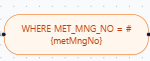 WHERE MET_MNG_NO = #
{metMngNo}